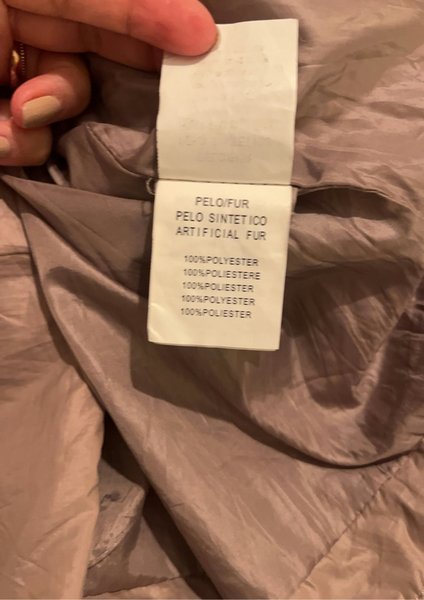 PELO/FUR
PELO SINTETICO
ARTIFICIAL FUR
100%POLYESTER
100%POLIESTERE
100%POLIESTER
100%POLYESTER
100%POLIESTER